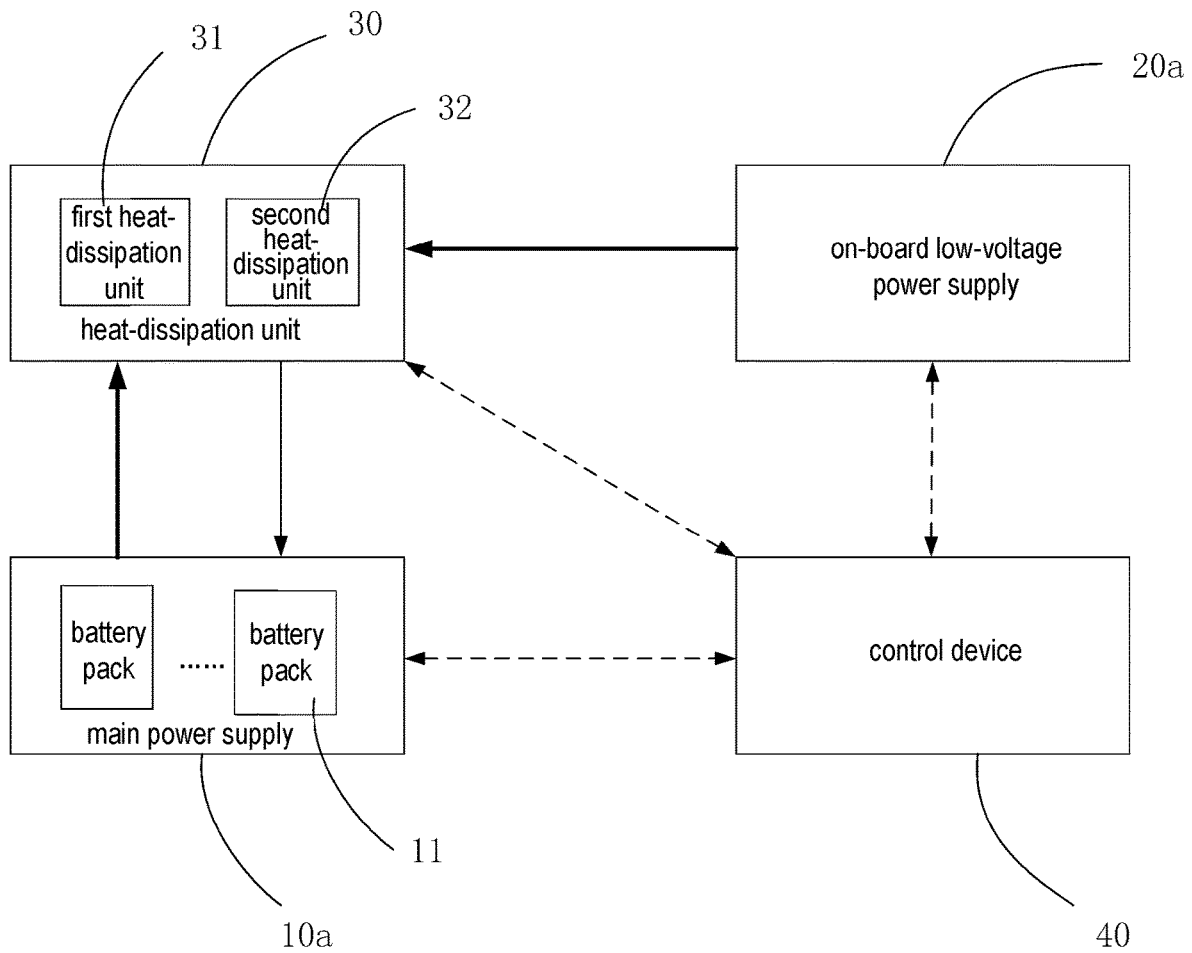 31
30
20a
32
first heat-
dissipation
unit
second
heat-
dissipation
unit
heat-dissipation unit
on-board low-voltage
power supply
battery
pack
......
battery
pack
main power supply
control device
11
10a
40